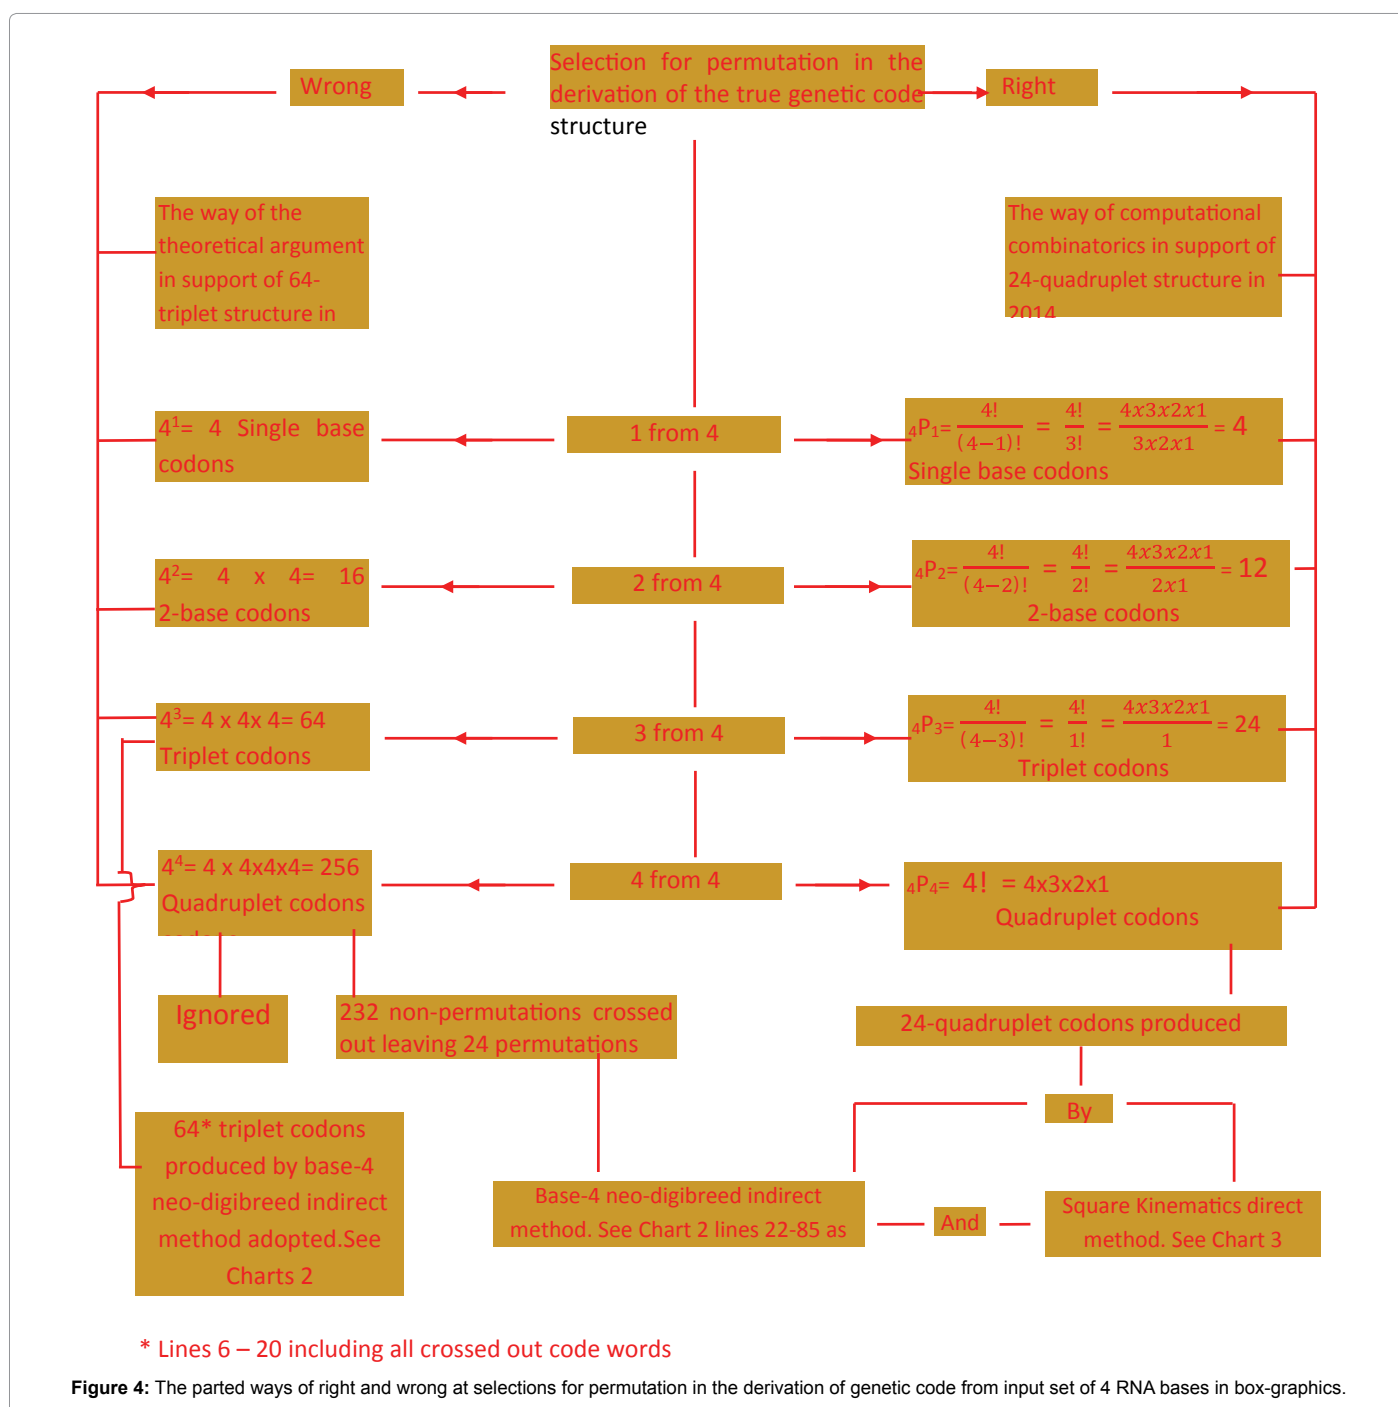 Wrong
Selection for permutation in the
derivation of the true genetic code
structure
Right
The way of the
theoretical argument
in support of 64-
triplet structure in
The way of computational
combinatorics in support of
24-quadruplet structure in
2014
4¹= 4 Single base
codons
1 from 4
₄P₁= 4!/(4−1)! = 4!/3! = 4x3x2x1/3x2x1 = 4
Single base codons
4²= 4 x 4= 16
2-base codons
2 from 4
₄P₂= 4!/(4−2)! = 4!/2! = 4x3x2x1/2x1 = 12
2-base codons
4³= 4 x 4x 4= 64
Triplet codons
3 from 4
₄P₃= 4!/(4−3)! = 4!/1! = 4x3x2x1/1 = 24
Triplet codons
4⁴= 4 x 4x4x4= 256
Quadruplet codons
4 from 4
₄P₄= 4! = 4x3x2x1
Quadruplet codons
Ignored
232 non-permutations crossed
out leaving 24 permutations
24-quadruplet codons produced
By
64* triplet codons
produced by base-4
neo-digibreed indirect
method adopted.See
Charts 2
Base-4 neo-digibreed indirect
method. See Chart 2 lines 22-85 as
And
Square Kinematics direct
method. See Chart 3
* Lines 6 – 20 including all crossed out code words
Figure 4: The parted ways of right and wrong at selections for permutation in the derivation of genetic code from input set of 4 RNA bases in box-graphics.